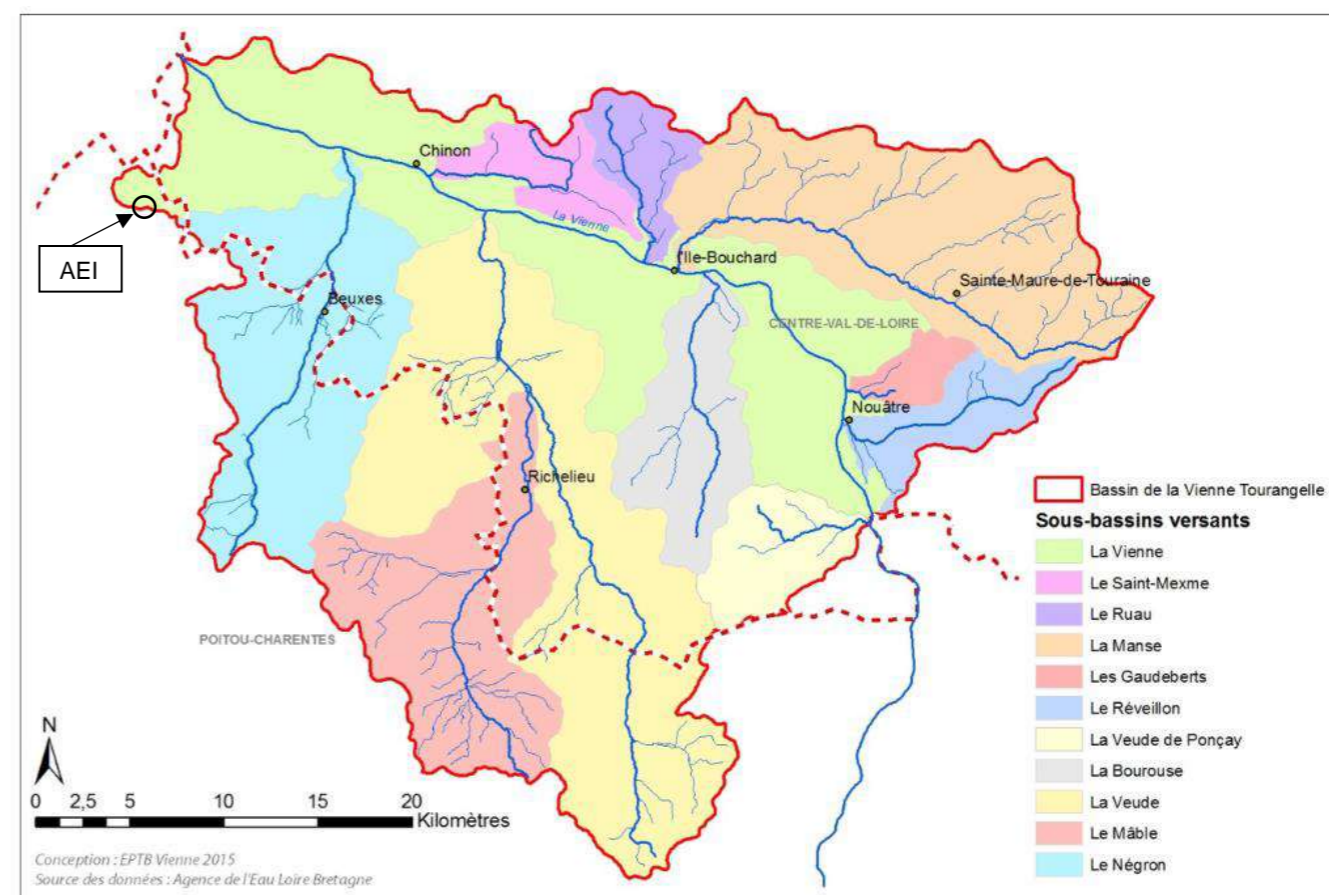 Chinon
La Vienne
AEI
l'Ile-Bouchard
Sainte-Maure-de-Touraine
Beuxes
CENTRE-VAL-DE-LOIRE
Nouâtre
Richelieu
POITOU-CHARENTES
Bassin de la Vienne Tourangelle
Sous-bassins versants
La Vienne
Le Saint-Mexme
Le Ruau
La Manse
Les Gaudeberts
Le Réveillon
La Veude de Ponçay
La Bourouse
La Veude
Le Mâble
Le Négron
N
0 2,5 5 10 15 20
Kilomètres
Conception : EPTB Vienne 2015
Source des données : Agence de l'Eau Loire Bretagne